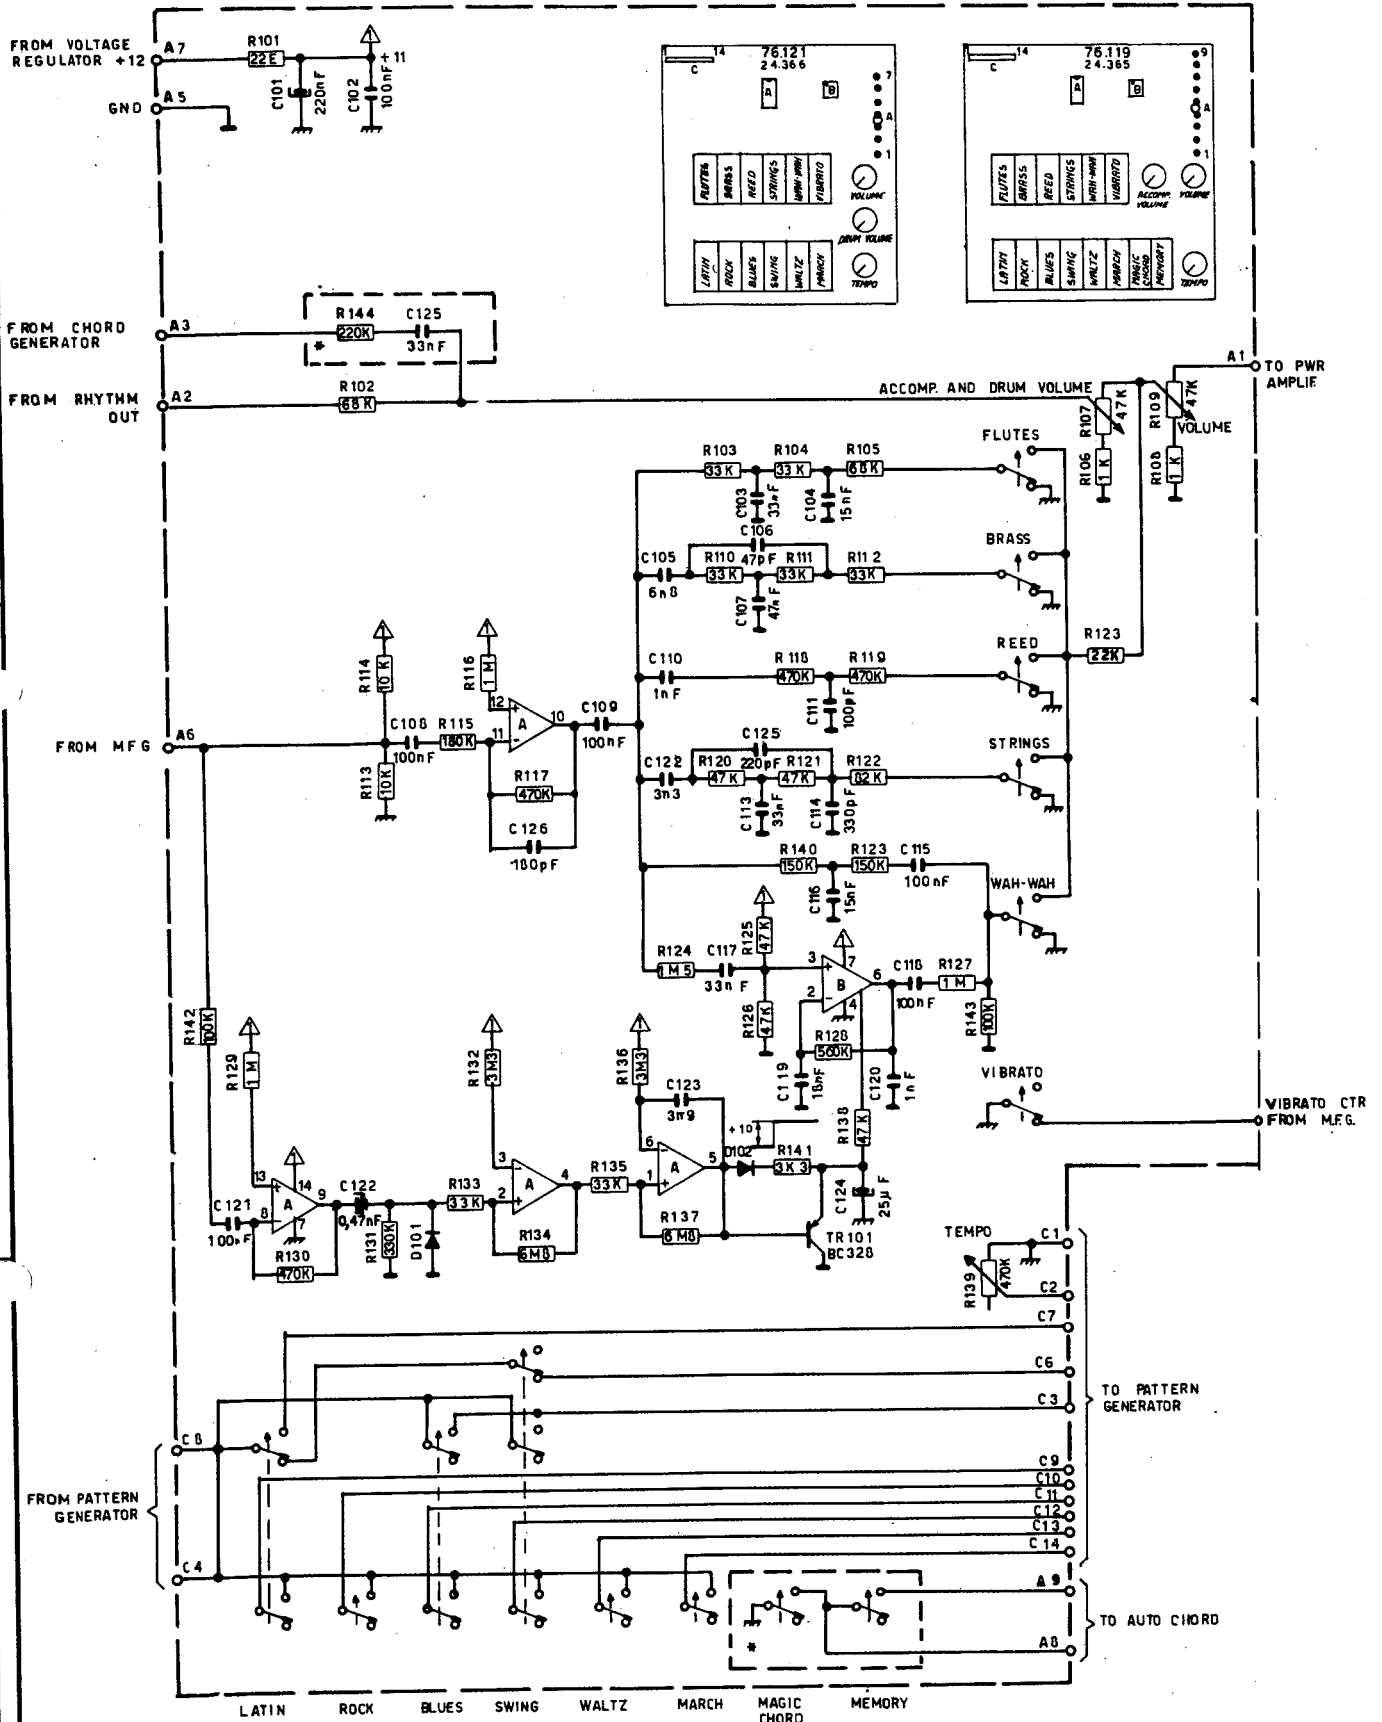 FROM VOLTAGE
REGULATOR +12
A7
R101
22E
+11
C101
220nF
C102
100nF
GND
A5
14
C
76.121
24.366
A
B
7
A
1
FLUTES
BRASS
REED
STRINGS
WAH-WAH
VIBRATO
VOLUME
DRUM VOLUME
LATIN
ROCK
BLUES
SWING
WALTZ
MARCH
TEMPO
14
C
76.119
24.365
A
B
9
A
1
FLUTES
BRASS
REED
STRINGS
WAH-WAH
VIBRATO
ACCOMP.
VOLUME
VOLUME
LATIN
ROCK
BLUES
SWING
WALTZ
MARCH
MAGIC
CHORD
MEMORY
TEMPO
FROM CHORD
GENERATOR
A3
R144
220K
C125
33nF
*
FROM RHYTHM
OUT
A2
R102
68K
ACCOMP. AND DRUM VOLUME
R107
47K
R106
1K
R109
47K
VOLUME
R108
1K
A1
TO PWR
AMPLIF.
R103
33K
R104
33K
R105
68K
C103
33nF
C104
15nF
FLUTES
C106
47pF
C105
6n8
R110
33K
R111
33K
R112
33K
C107
47nF
BRASS
C110
1nF
R118
470K
R119
470K
C111
100pF
REED
R123
22K
FROM MFG
A6
R114
10K
R113
10K
C108
100nF
R115
180K
R116
1M
12
11
A
10
R117
470K
C126
180pF
C109
100nF
C125
220pF
C122
3n3
R120
47K
R121
47K
R122
82K
C113
33nF
C114
330pF
STRINGS
R140
150K
R123
150K
C115
100nF
C116
15nF
WAH-WAH
R124
1M5
C117
33nF
R125
47K
R126
47K
3
2
B
7
4
6
C118
100nF
R127
1M
R143
100K
R128
560K
C119
18nF
C120
1nF
R138
47K
VIBRATO
VIBRATO CTR
FROM M.F.G.
R142
100K
R129
1M
C121
100nF
13
8
A
14
7
9
R130
470K
C122
0,47nF
R131
330K
D101
R133
33K
R132
3M3
3
2
A
4
R134
6M8
R135
33K
R136
3M3
C123
3n9
6
1
A
5
R137
6M8
+10
D102
R141
3K3
TR101
BC328
C124
25µF
TEMPO
R139
470K
C1
C2
C7
C6
C3
C9
C10
C11
C12
C13
C14
TO PATTERN
GENERATOR
C8
FROM PATTERN
GENERATOR
C4
*
A9
A8
TO AUTO CHORD
LATIN
ROCK
BLUES
SWING
WALTZ
MARCH
MAGIC
CHORD
MEMORY